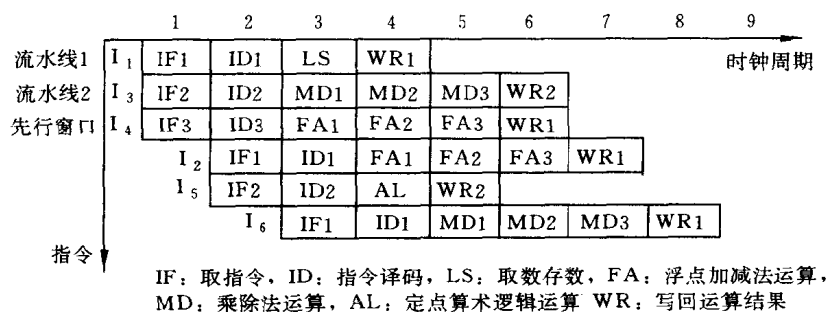 1 2 3 4 5 6 7 8 9
流水线1 I1 IF1 ID1 LS WR1 时钟周期
流水线2 I3 IF2 ID2 MD1 MD2 MD3 WR2
先行窗口 I4 IF3 ID3 FA1 FA2 FA3 WR1
I2 IF1 ID1 FA1 FA2 FA3 WR1
I5 IF2 ID2 AL WR2
I6 IF1 ID1 MD1 MD2 MD3 WR1
指令
IF：取指令，ID：指令译码，LS：取数存数，FA：浮点加减法运算，
MD：乘除法运算，AL：定点算术逻辑运算 WR：写回运算结果